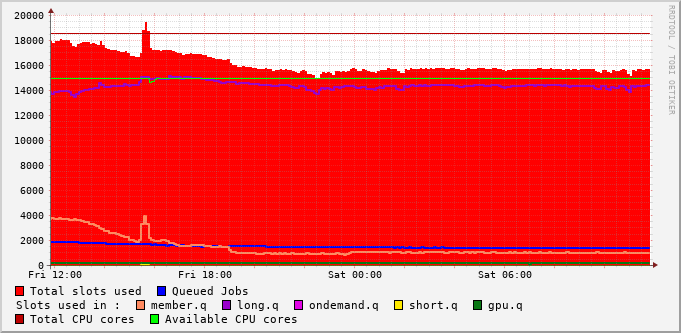 RRDTOOL / TOBI OETIKER
20000
18000
16000
14000
12000
10000
8000
6000
4000
2000
0
Fri 12:00 Fri 18:00 Sat 00:00 Sat 06:00
Total slots used Queued Jobs
Slots used in : member.q long.q ondemand.q short.q gpu.q
Total CPU cores Available CPU cores